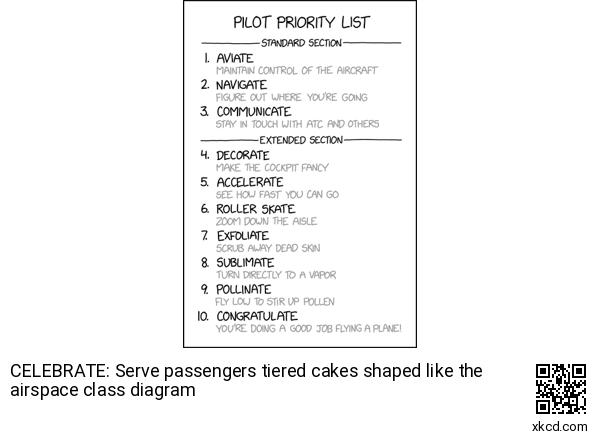 PILOT PRIORITY LIST
STANDARD SECTION
1. AVIATE
MAINTAIN CONTROL OF THE AIRCRAFT
2. NAVIGATE
FIGURE OUT WHERE YOU'RE GOING
3. COMMUNICATE
STAY IN TOUCH WITH ATC AND OTHERS
EXTENDED SECTION
4. DECORATE
MAKE THE COCKPIT FANCY
5. ACCELERATE
SEE HOW FAST YOU CAN GO
6. ROLLER SKATE
ZOOM DOWN THE AISLE
7. EXFOLIATE
SCRUB AWAY DEAD SKIN
8. SUBLIMATE
TURN DIRECTLY TO A VAPOR
9. POLLINATE
FLY LOW TO STIR UP POLLEN
10. CONGRATULATE
YOU'RE DOING A GOOD JOB FLYING A PLANE!
CELEBRATE: Serve passengers tiered cakes shaped like the
airspace class diagram
xkcd.com